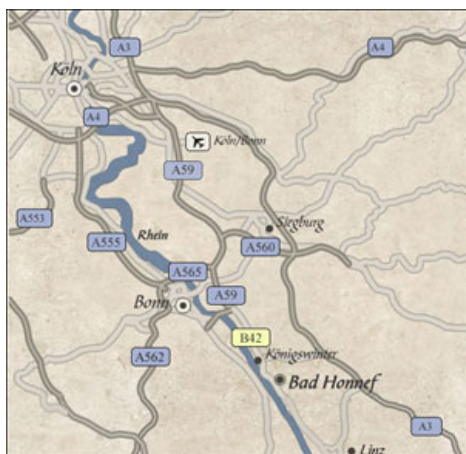 A3
A4
Köln
A4
Köln/Bonn
A59
A553
Siegburg
A555
Rhein
A560
A565
Bonn
A59
B42
A562
Königswinter
Bad Honnef
A3
Linz